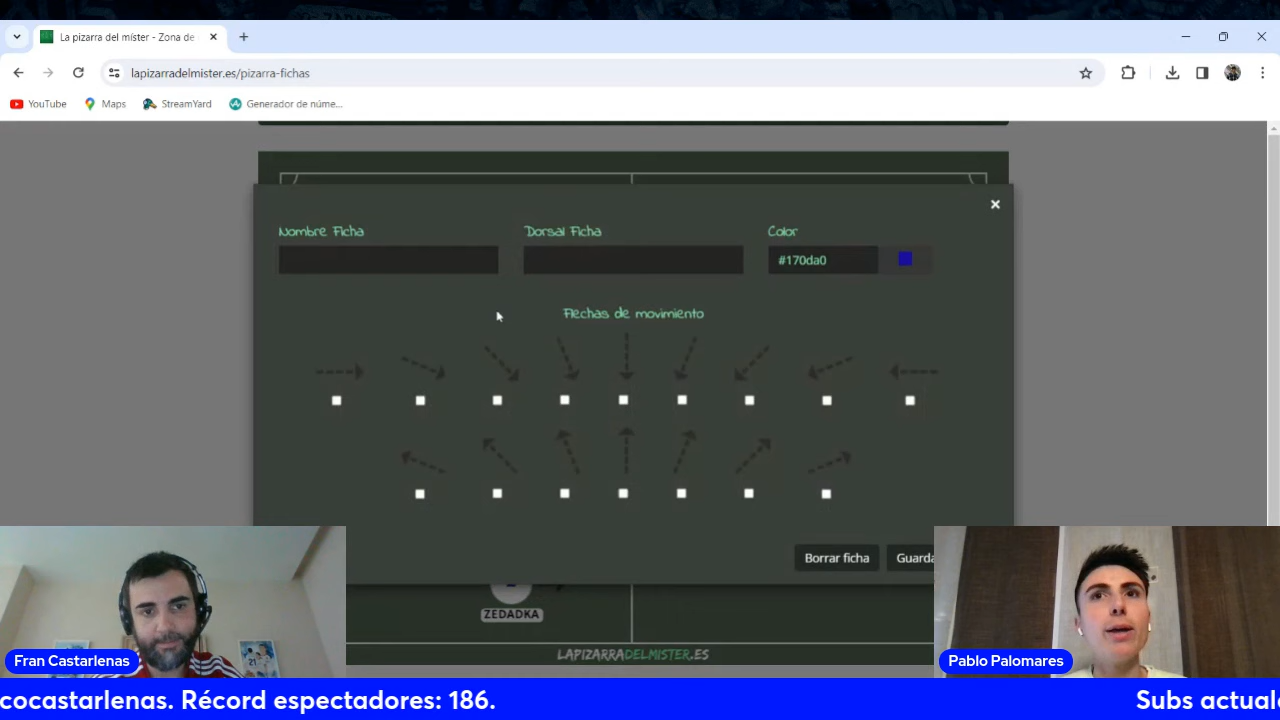 La pizarra del míster - Zona de
lapizarradelmister.es/pizarra-fichas
YouTube
Maps
StreamYard
Generador de núme...
Nombre Ficha
Dorsal Ficha
Color
#170da0
Flechas de movimiento
Borrar ficha
Guarda
ZEDADKA
LAPIZARRADELMISTER.ES
Fran Castarlenas
Pablo Palomares
cocastarlenas. Récord espectadores: 186.
Subs actual